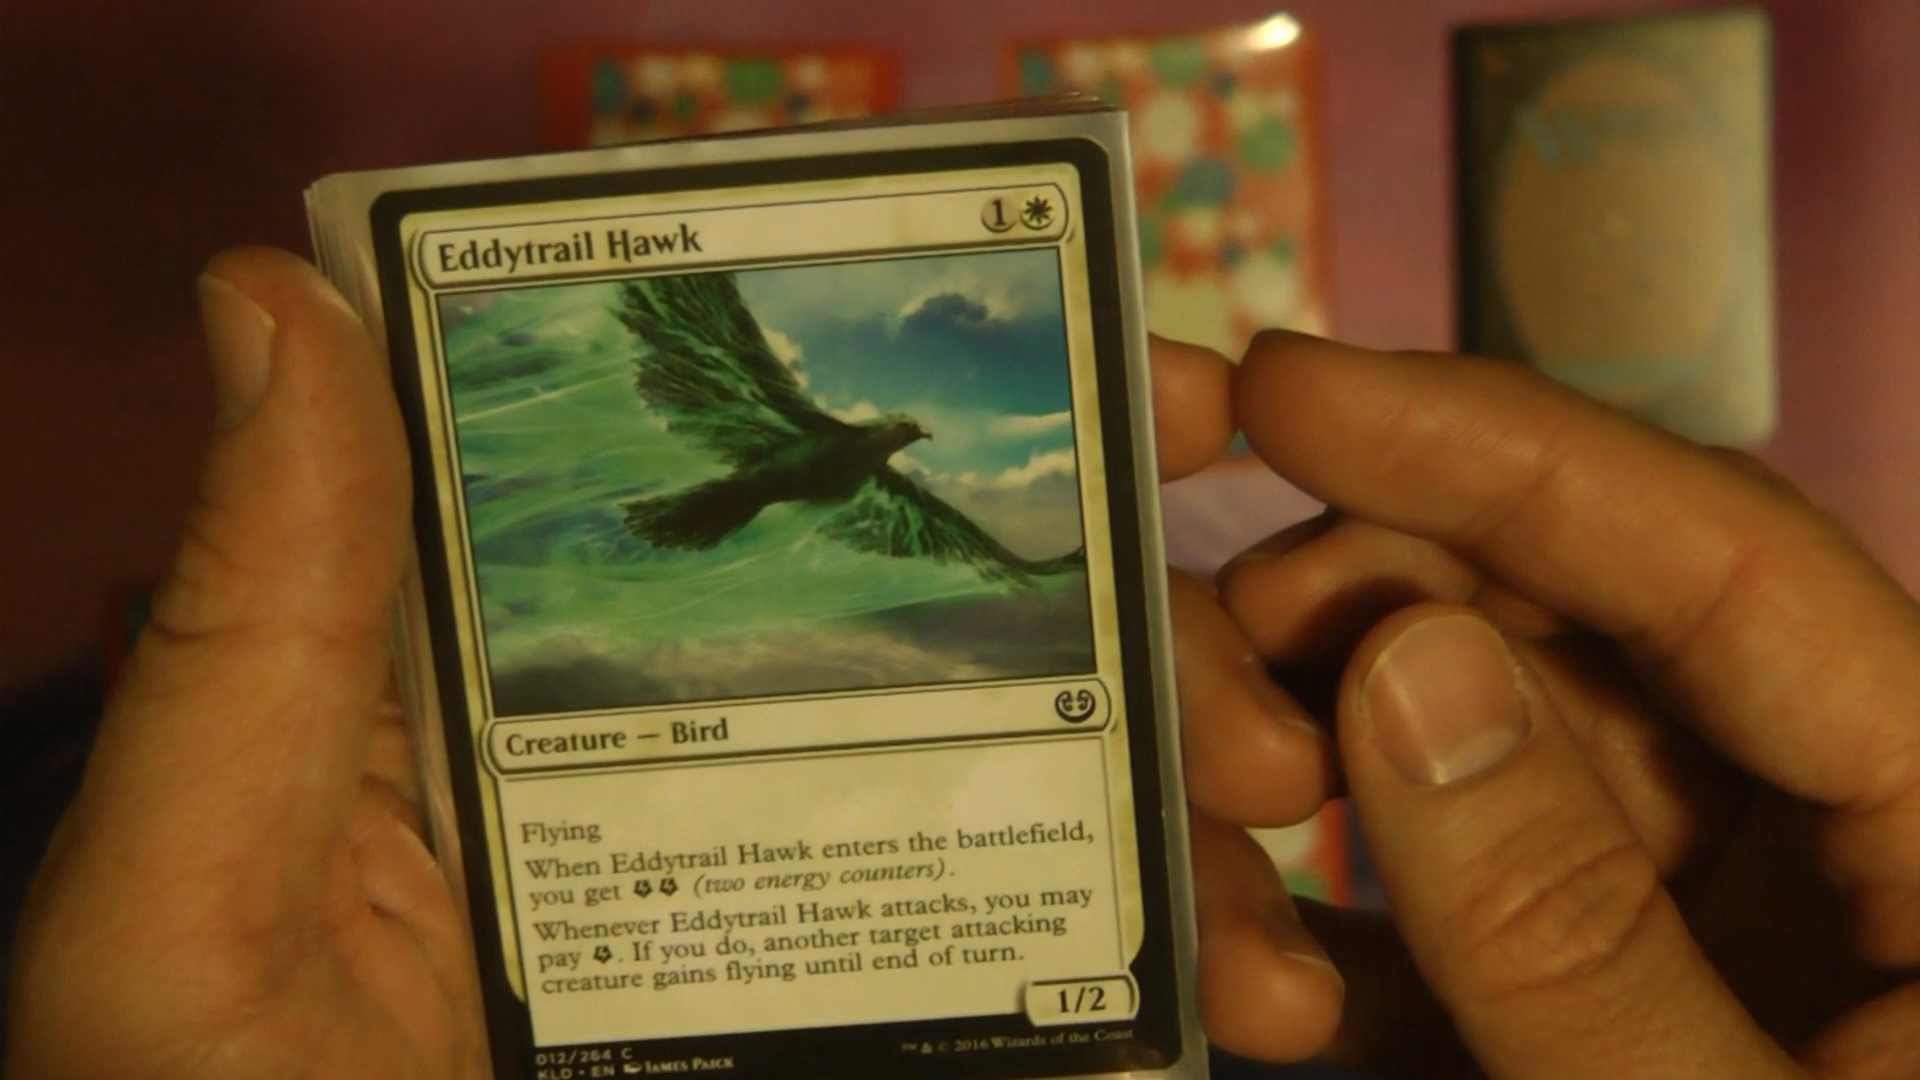 Eddytrail Hawk 1
Creature — Bird
Flying
When Eddytrail Hawk enters the battlefield,
you get (two energy counters).
Whenever Eddytrail Hawk attacks, you may
pay . If you do, another target attacking
creature gains flying until end of turn.
1/2
012/264 C
KLD • EN JAMES PAICK
™ & © 2016 Wizards of the Coast